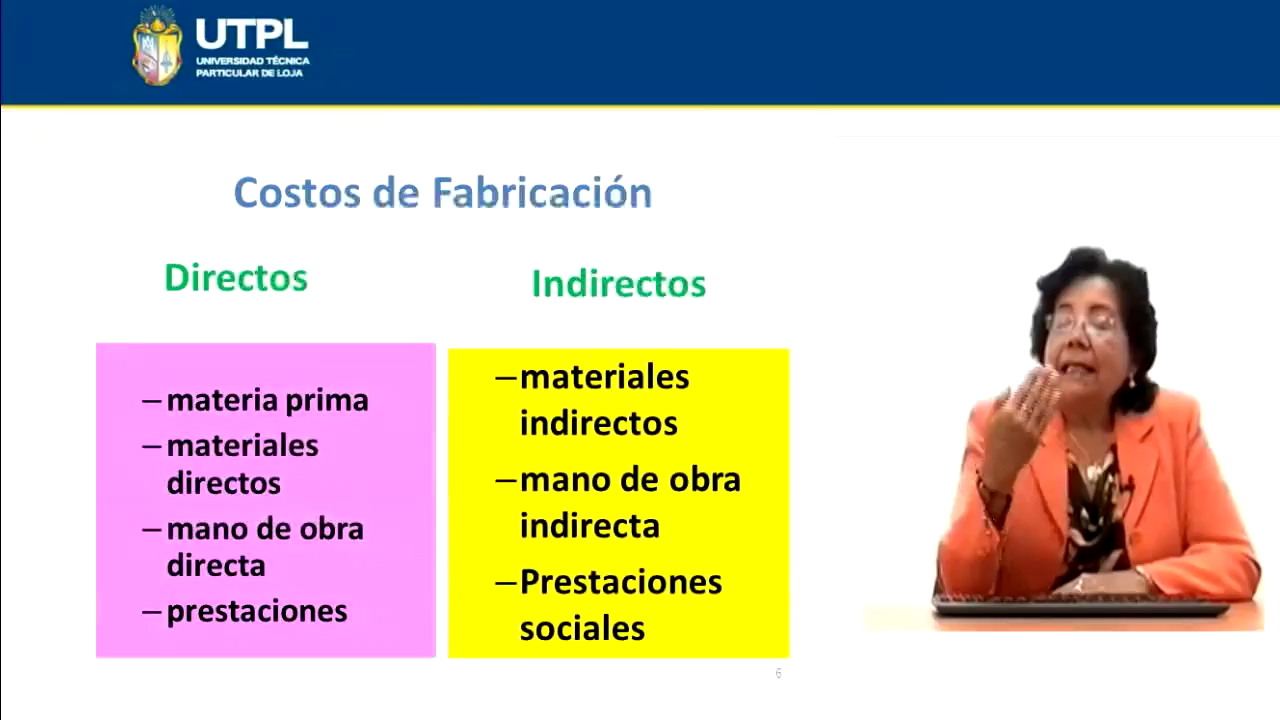 UTPL
UNIVERSIDAD TÉCNICA
PARTICULAR DE LOJA
Costos de Fabricación
Directos
– materia prima
– materiales
directos
– mano de obra
directa
– prestaciones
Indirectos
–materiales
indirectos
–mano de obra
indirecta
–Prestaciones
sociales
6